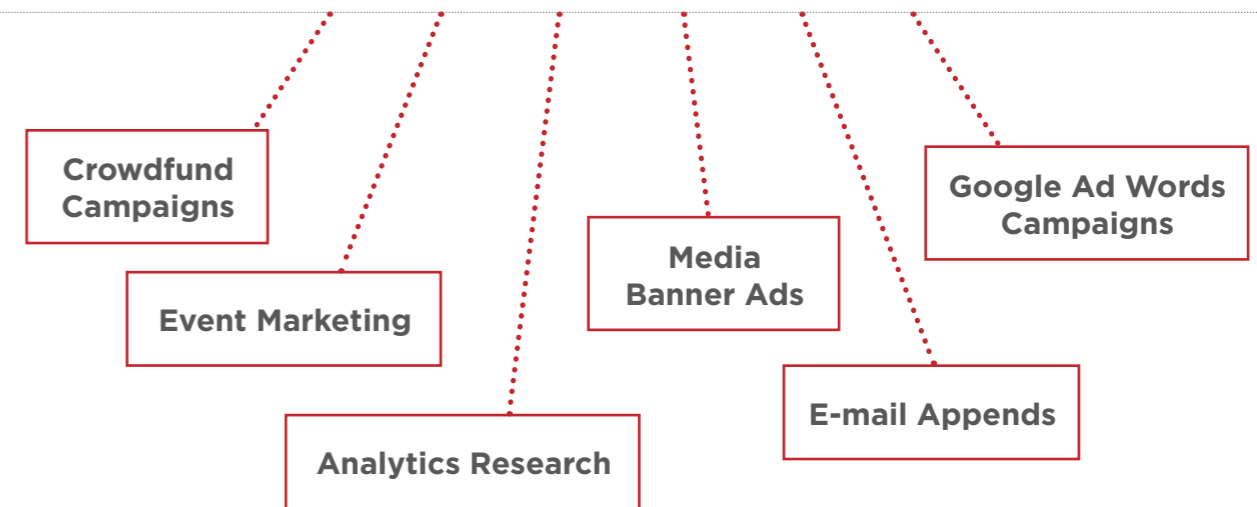 Crowdfund
Campaigns
Event Marketing
Analytics Research
Media
Banner Ads
E-mail Appends
Google Ad Words
Campaigns